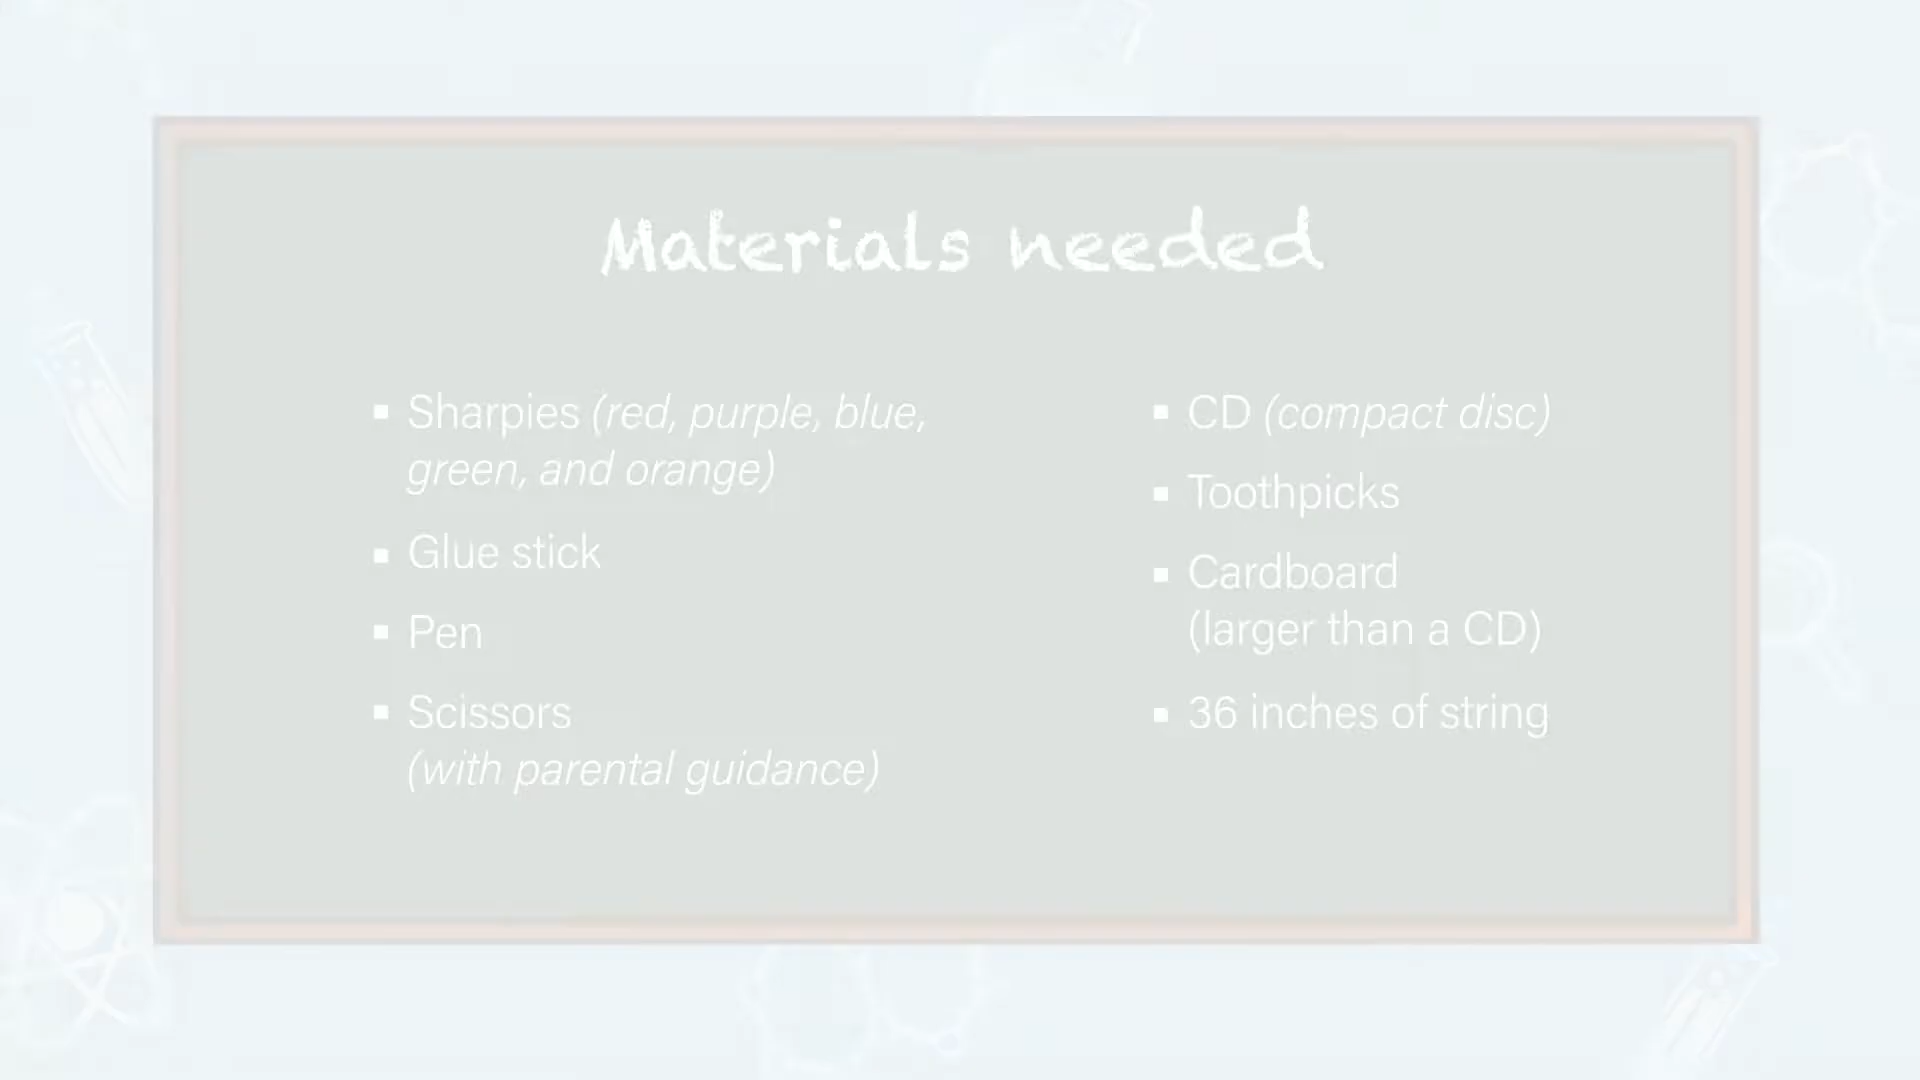 Materials needed
▪ Sharpies (red, purple, blue,
green, and orange)
▪ Glue stick
▪ Pen
▪ Scissors
(with parental guidance)
▪ CD (compact disc)
▪ Toothpicks
▪ Cardboard
(larger than a CD)
▪ 36 inches of string